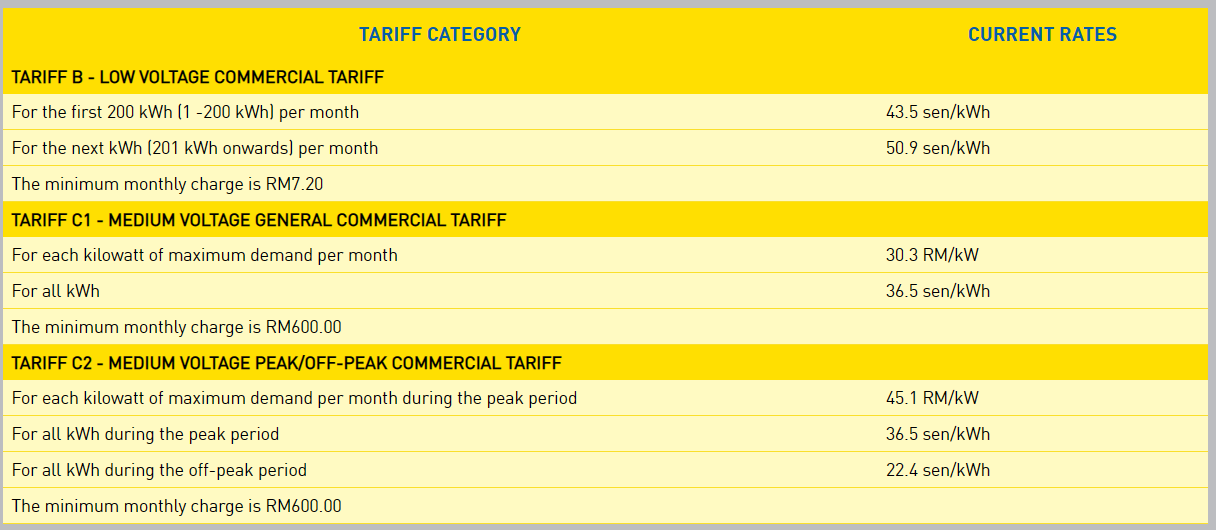 TARIFF CATEGORY CURRENT RATES
TARIFF B - LOW VOLTAGE COMMERCIAL TARIFF
For the first 200 kWh (1 -200 kWh) per month 43.5 sen/kWh
For the next kWh (201 kWh onwards) per month 50.9 sen/kWh
The minimum monthly charge is RM7.20
TARIFF C1 - MEDIUM VOLTAGE GENERAL COMMERCIAL TARIFF
For each kilowatt of maximum demand per month 30.3 RM/kW
For all kWh 36.5 sen/kWh
The minimum monthly charge is RM600.00
TARIFF C2 - MEDIUM VOLTAGE PEAK/OFF-PEAK COMMERCIAL TARIFF
For each kilowatt of maximum demand per month during the peak period 45.1 RM/kW
For all kWh during the peak period 36.5 sen/kWh
For all kWh during the off-peak period 22.4 sen/kWh
The minimum monthly charge is RM600.00